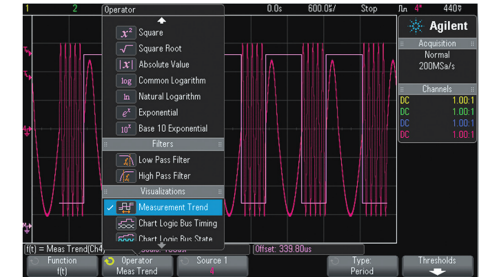 1 2 Operator 0.0s 600.0s/ Stop 4 440
Agilent
Acquisition
Normal
200MSa/s
Channels
DC 1.00:1
DC 1.00:1
DC 1.00:1
DC 1.00:1
x² Square
√ Square Root
|x| Absolute Value
log Common Logarithm
ln Natural Logarithm
eˣ Exponential
10ˣ Base 10 Exponential
Filters
Low Pass Filter
High Pass Filter
Visualizations
Measurement Trend
Chart Logic Bus Timing
Chart Logic Bus State
f(t) = Meas Trend(Ch4) Offset: 339.80us
Function Operator Source 1 Type: Thresholds
f(t) Meas Trend 4 Period